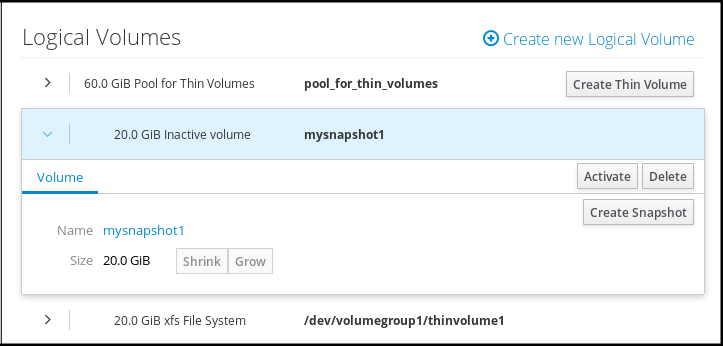 Logical Volumes
Create new Logical Volume
60.0 GiB Pool for Thin Volumes pool_for_thin_volumes Create Thin Volume
20.0 GiB Inactive volume mysnapshot1
Volume Activate Delete
Create Snapshot
Name mysnapshot1
Size 20.0 GiB Shrink Grow
20.0 GiB xfs File System /dev/volumegroup1/thinvolume1